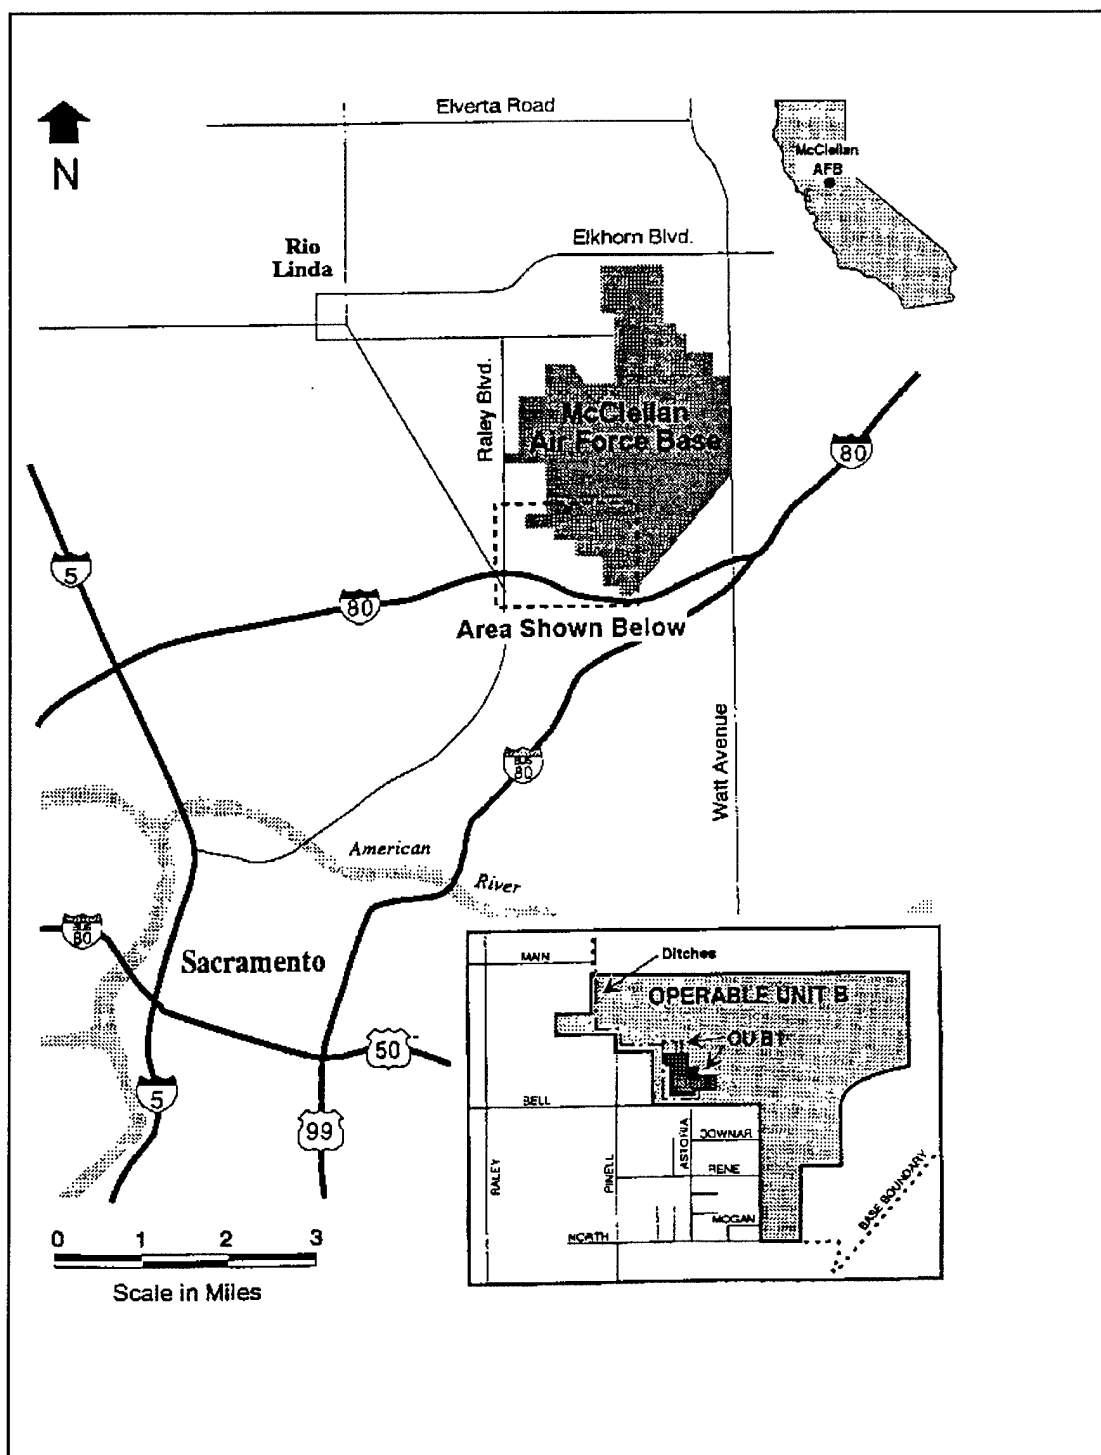 Elverta Road
N
McClellan
AFB
Elkhorn Blvd.
Rio
Linda
Raley Blvd.
McClellan
Air Force Base
80
5
80
Area Shown Below
BUS
80
Watt Avenue
American
River
BUS
80
Sacramento
50
5
99
0 1 2 3
Scale in Miles
MAIN
Ditches
OPERABLE UNIT B
OU B1
BELL
RALEY
PINELL
ASTORIA
DOWNAR
RENE
MOGAN
NORTH
BASE BOUNDARY